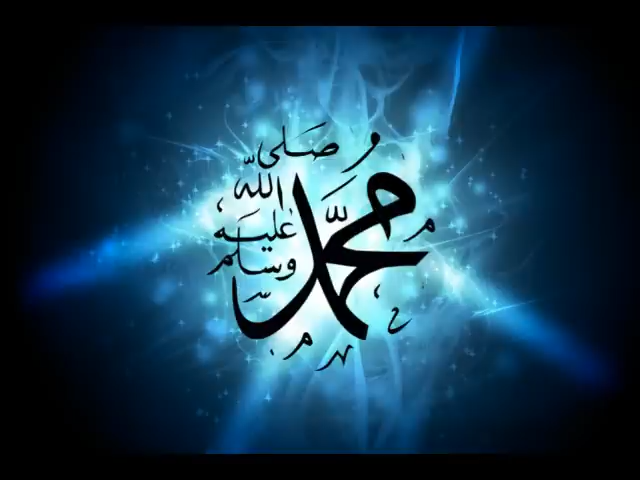 محمد
صلى
الله
عليه
وسلم